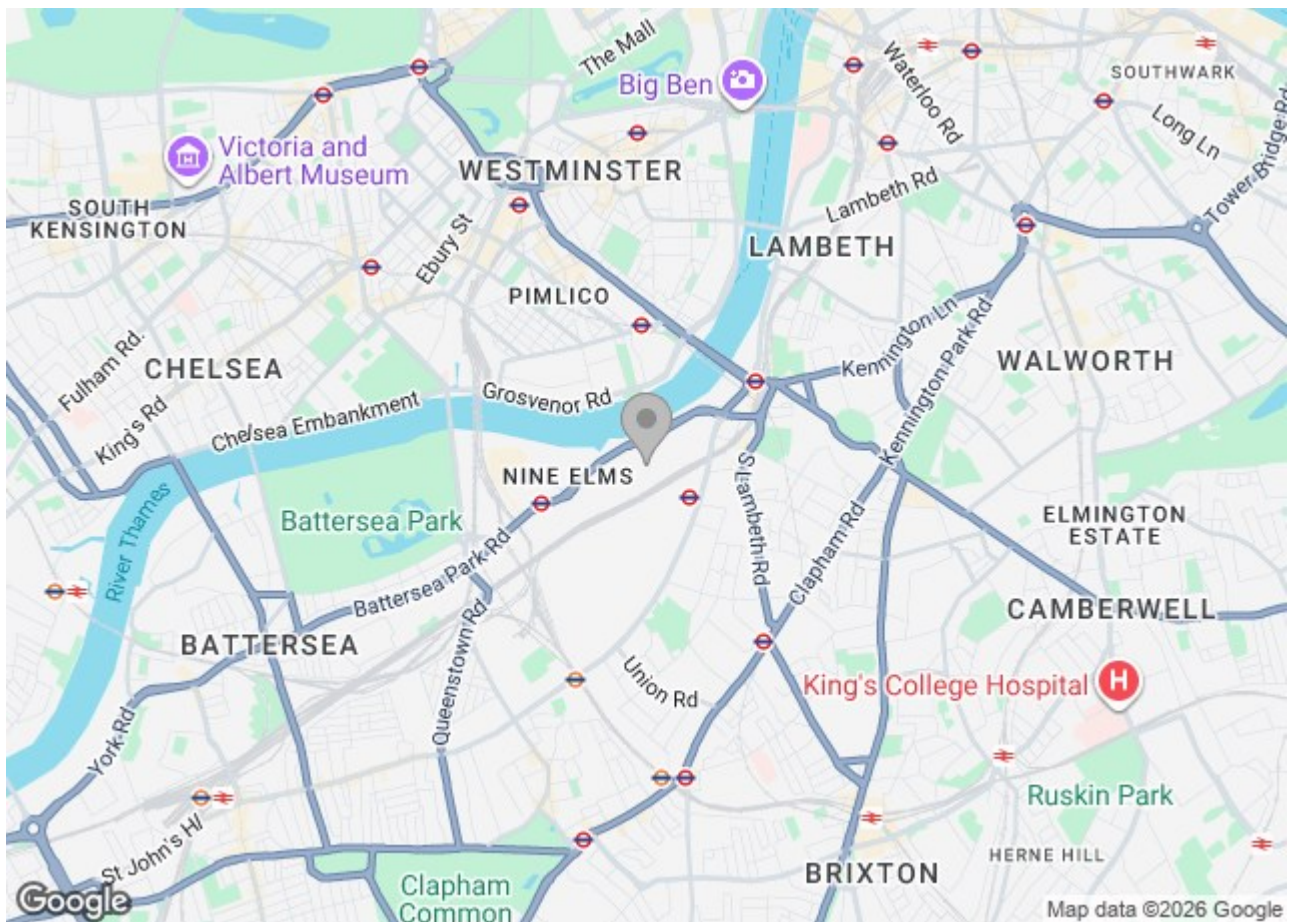 The Mall
Big Ben
Waterloo Rd
SOUTHWARK
Long Ln
Tower Bridge Rd
Victoria and
Albert Museum
WESTMINSTER
Lambeth Rd
SOUTH
KENSINGTON
Ebury St
LAMBETH
PIMLICO
Kennington Ln
Kennington Park Rd
WALWORTH
Fulham Rd.
CHELSEA
King's Rd
Chelsea Embankment
Grosvenor Rd
NINE ELMS
S Lambeth Rd
Clapham Rd
ELMINGTON
ESTATE
Battersea Park
River Thames
Battersea Park Rd
CAMBERWELL
BATTERSEA
Queenstown Rd
Union Rd
King's College Hospital
H
York Rd
Ruskin Park
St John's Hl
HERNE HILL
BRIXTON
Clapham
Common
Google
Map data ©2026 Google